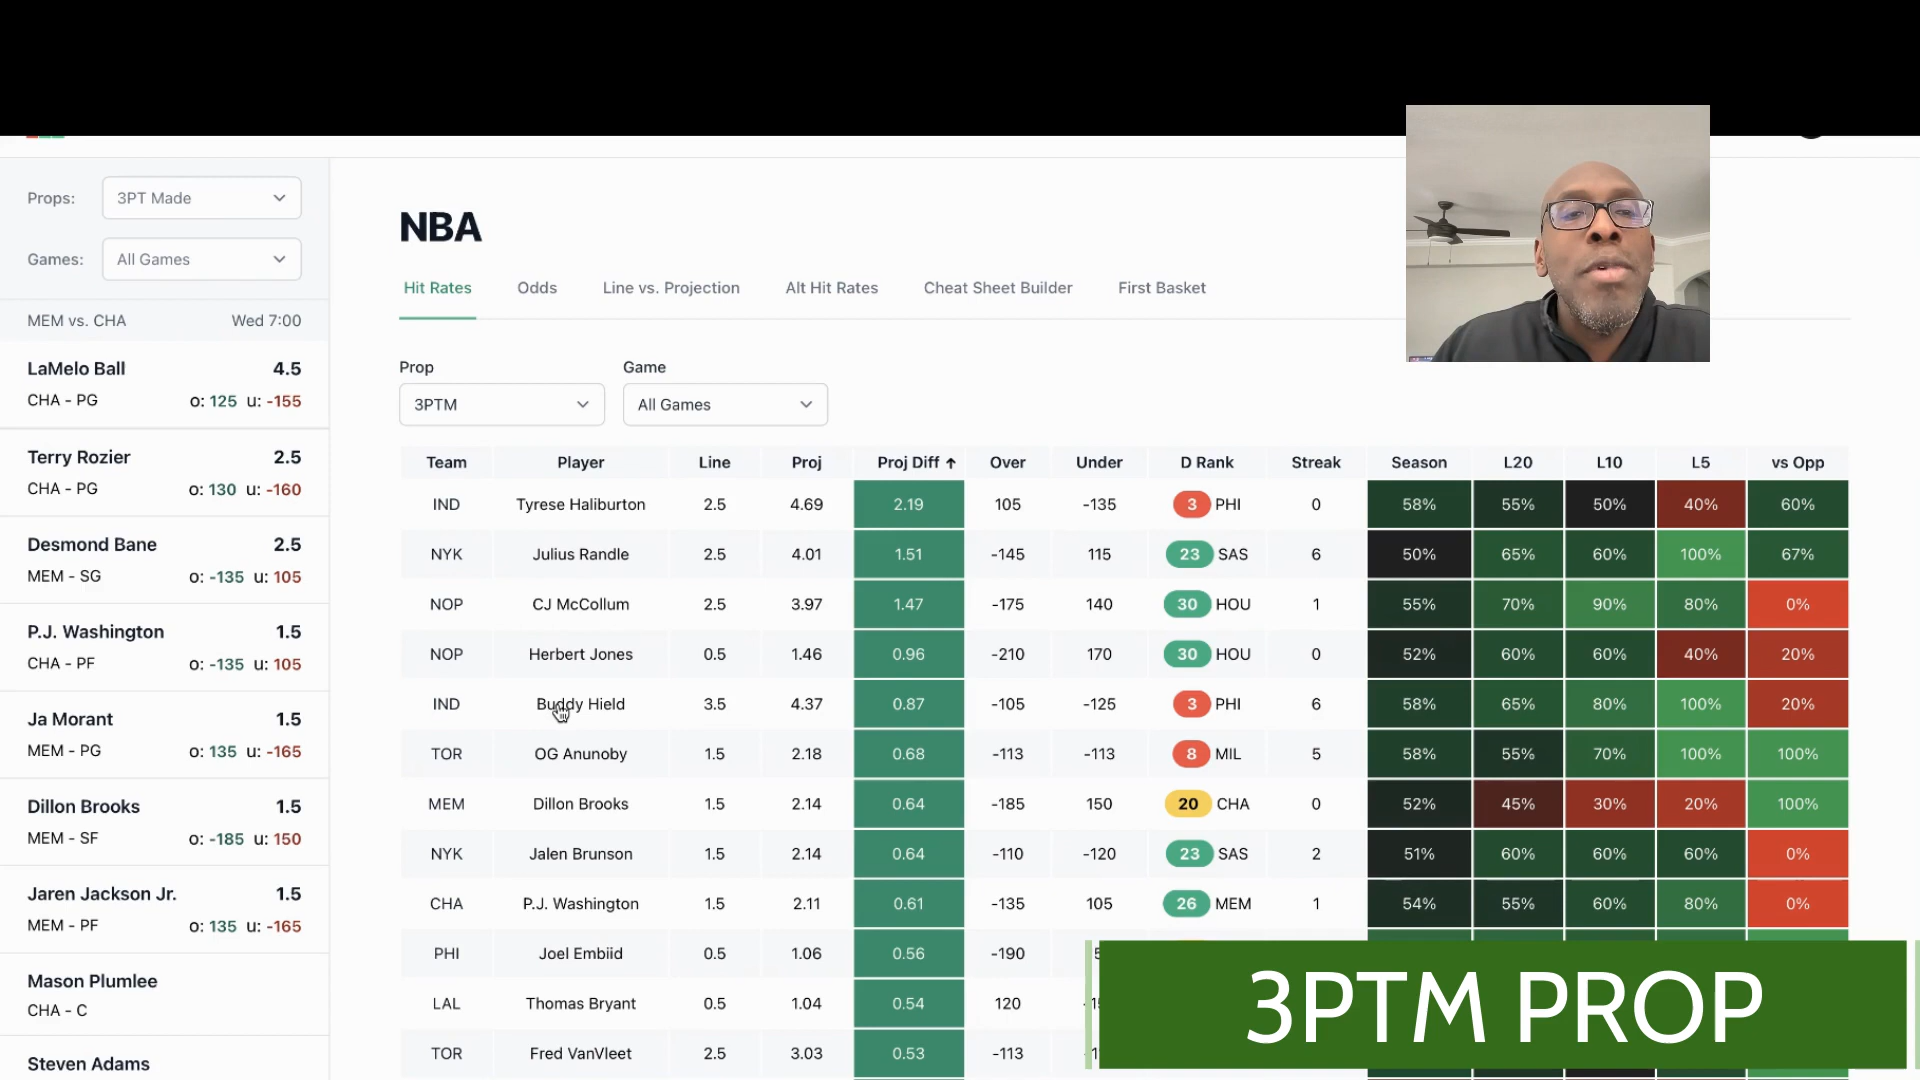 Props: 3PT Made
Games: All Games
MEM vs. CHA Wed 7:00
LaMelo Ball 4.5
CHA - PG o: 125 u: -155
Terry Rozier 2.5
CHA - PG o: 130 u: -160
Desmond Bane 2.5
MEM - SG o: -135 u: 105
P.J. Washington 1.5
CHA - PF o: -135 u: 105
Ja Morant 1.5
MEM - PG o: 135 u: -165
Dillon Brooks 1.5
MEM - SF o: -185 u: 150
Jaren Jackson Jr. 1.5
MEM - PF o: 135 u: -165
Mason Plumlee
CHA - C
Steven Adams
NBA
Hit Rates Odds Line vs. Projection Alt Hit Rates Cheat Sheet Builder First Basket
Prop Game
3PTM All Games
Team Player Line Proj Proj Diff ↑ Over Under D Rank Streak Season L20 L10 L5 vs Opp
IND Tyrese Haliburton 2.5 4.69 2.19 105 -135 3 PHI 0 58% 55% 50% 40% 60%
NYK Julius Randle 2.5 4.01 1.51 -145 115 23 SAS 6 50% 65% 60% 100% 67%
NOP CJ McCollum 2.5 3.97 1.47 -175 140 30 HOU 1 55% 70% 90% 80% 0%
NOP Herbert Jones 0.5 1.46 0.96 -210 170 30 HOU 0 52% 60% 60% 40% 20%
IND Buddy Hield 3.5 4.37 0.87 -105 -125 3 PHI 6 58% 65% 80% 100% 20%
TOR OG Anunoby 1.5 2.18 0.68 -113 -113 8 MIL 5 58% 55% 70% 100% 100%
MEM Dillon Brooks 1.5 2.14 0.64 -185 150 20 CHA 0 52% 45% 30% 20% 100%
NYK Jalen Brunson 1.5 2.14 0.64 -110 -120 23 SAS 2 51% 60% 60% 60% 0%
CHA P.J. Washington 1.5 2.11 0.61 -135 105 26 MEM 1 54% 55% 60% 80% 0%
PHI Joel Embiid 0.5 1.06 0.56 -190
LAL Thomas Bryant 0.5 1.04 0.54 120
TOR Fred VanVleet 2.5 3.03 0.53 -113
3PTM PROP